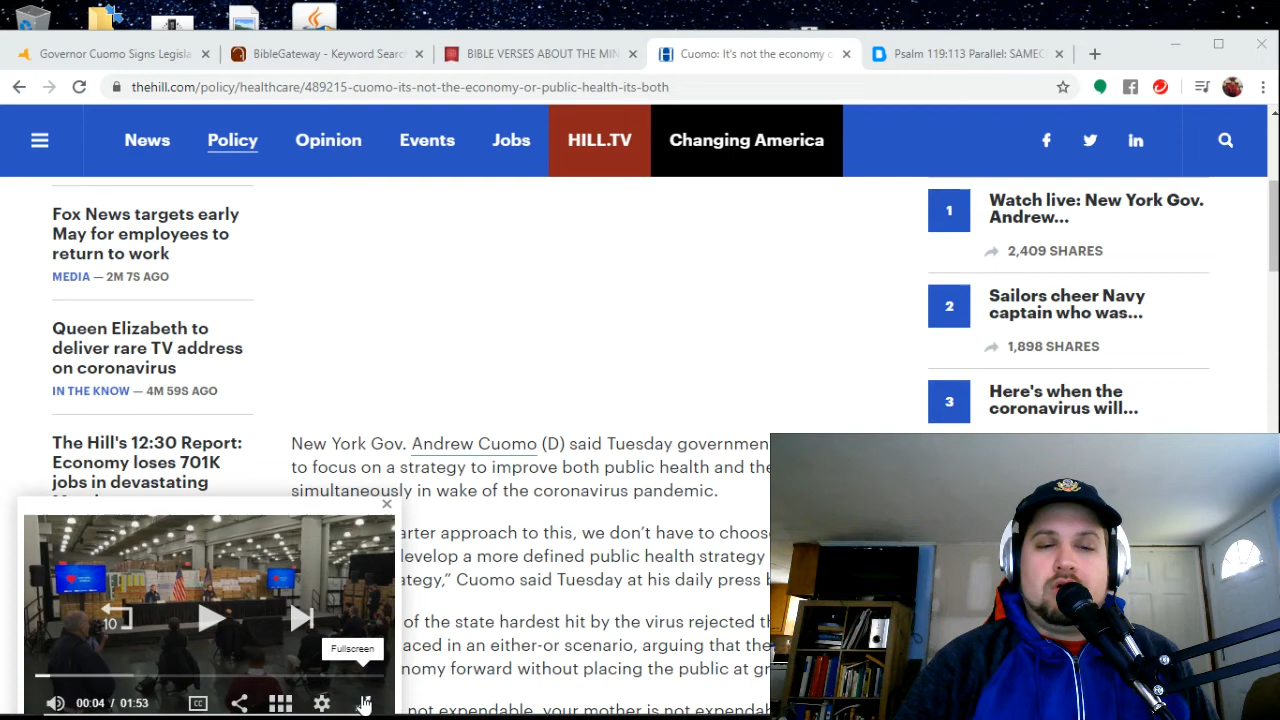 Governor Cuomo Signs Legisla
BibleGateway - Keyword Searc
BIBLE VERSES ABOUT THE MIN
Cuomo: It's not the economy o
Psalm 119:113 Parallel: SAMEC
thehill.com/policy/healthcare/489215-cuomo-its-not-the-economy-or-public-health-its-both
News
Policy
Opinion
Events
Jobs
HILL.TV
Changing America
Fox News targets early
May for employees to
return to work
MEDIA — 2M 7S AGO
Queen Elizabeth to
deliver rare TV address
on coronavirus
IN THE KNOW — 4M 59S AGO
The Hill's 12:30 Report:
Economy loses 701K
jobs in devastating
New York Gov. Andrew Cuomo (D) said Tuesday governmen
to focus on a strategy to improve both public health and the
simultaneously in wake of the coronavirus pandemic.
arter approach to this, we don't have to choos
evelop a more defined public health strategy
ategy,” Cuomo said Tuesday at his daily press b
of the state hardest hit by the virus rejected th
aced in an either-or scenario, arguing that the
nomy forward without placing the public at gr
not expendable, your mother is not expendab
1
Watch live: New York Gov.
Andrew...
2,409 SHARES
2
Sailors cheer Navy
captain who was...
1,898 SHARES
3
Here's when the
coronavirus will...
10
Fullscreen
00:04 / 01:53
CC